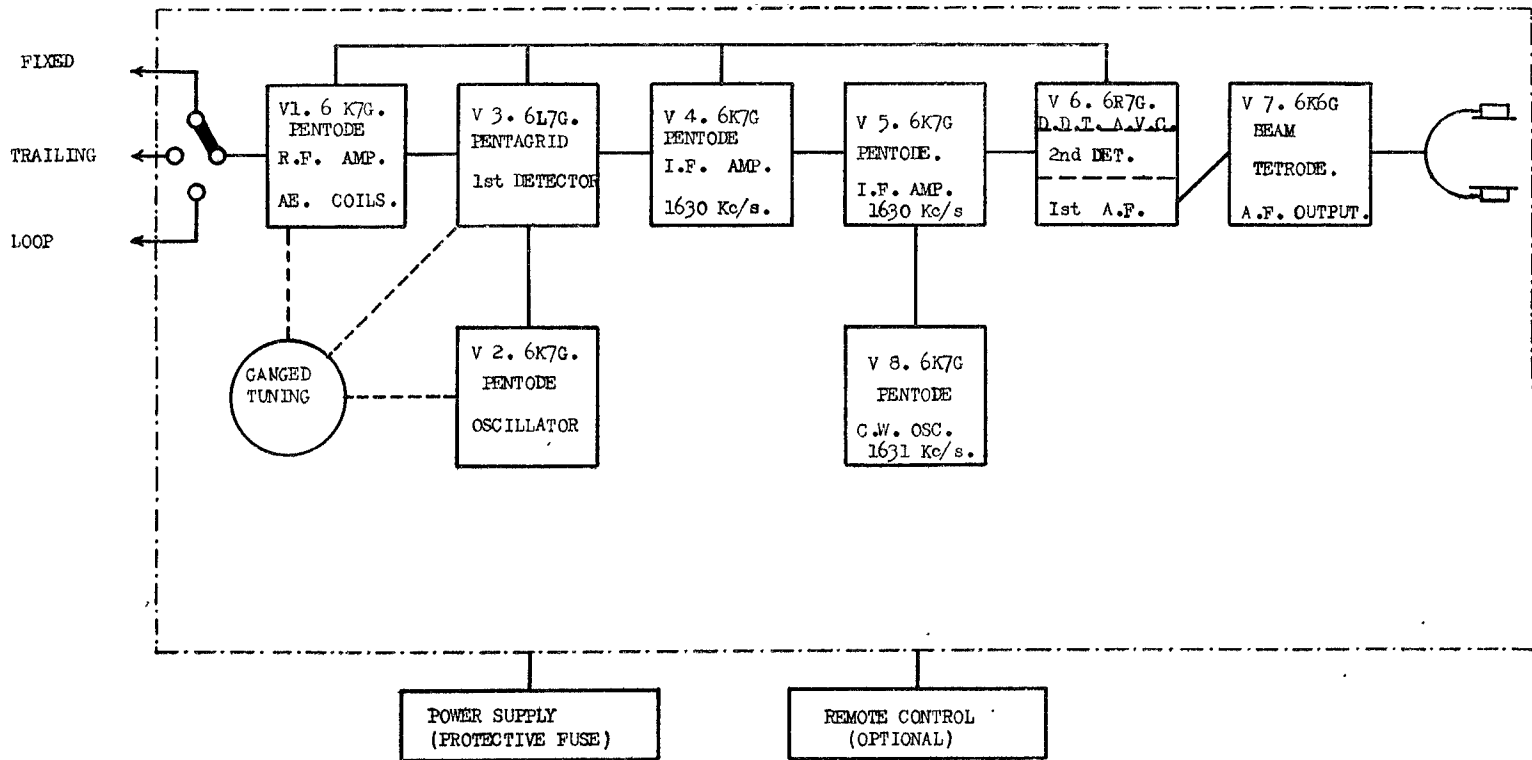 FIXED
TRAILING
LOOP
V1. 6 K7G.
PENTODE
R.F. AMP.
AE. COILS.
V 3. 6L7G.
PENTAGRID
1st DETECTOR
V 4. 6K7G
PENTODE
I.F. AMP.
1630 Kc/s.
V 5. 6K7G
PENTODE.
I.F. AMP.
1630 Kc/s
V 6. 6R7G.
D.D.T. A.V.C.
2nd DET.
1st A.F.
V 7. 6K6G
BEAM
TETRODE.
A.F. OUTPUT.
GANGED
TUNING
V 2. 6K7G.
PENTODE
OSCILLATOR
V 8. 6K7G
PENTODE
C.W. OSC.
1631 Kc/s.
POWER SUPPLY
(PROTECTIVE FUSE)
REMOTE CONTROL
(OPTIONAL)